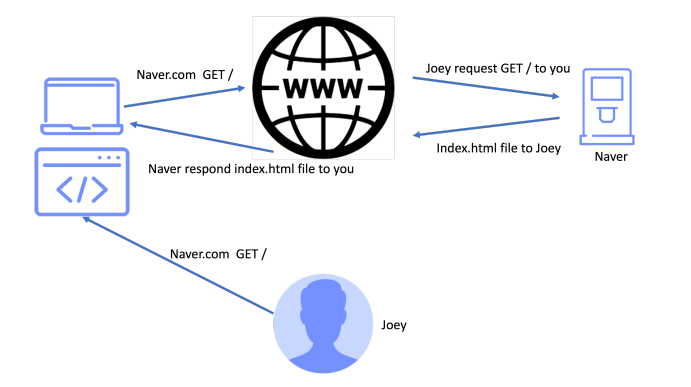 Naver.com  GET /
Joey request GET / to you
WWW
Index.html file to Joey
Naver
Naver respond index.html file to you
</>
Naver.com  GET /
Joey